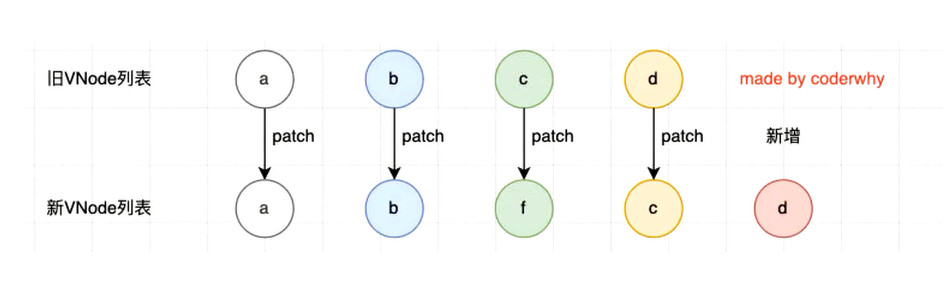 旧VNode列表 a b c d made by coderwhy
patch patch patch patch 新增
新VNode列表 a b f c d